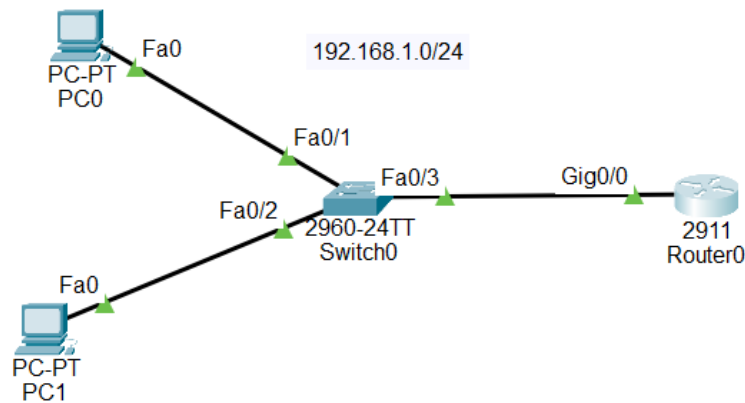 Fa0
192.168.1.0/24
PC-PT
PC0
Fa0/1
Fa0/3
Gig0/0
Fa0/2
2960-24TT
Switch0
2911
Router0
Fa0
PC-PT
PC1